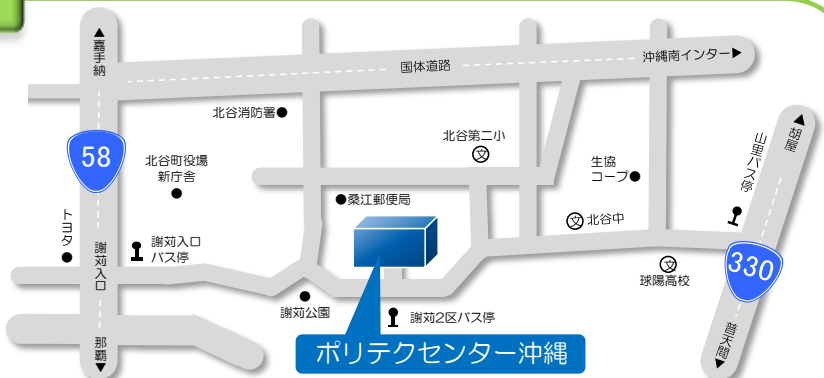 ▲嘉手納
国体道路
沖縄南インター▶
58
北谷消防署●
北谷町役場
新庁舎
●
北谷第二小
文
生協
コープ●
▲胡屋
山里バス停
●桑江郵便局
文北谷中
トヨタ●
謝苅入口
バス停
謝苅入口
330
文
球陽高校
●
謝苅公園
謝苅2区バス停
那覇▼
普天間▼
ポリテクセンター沖縄